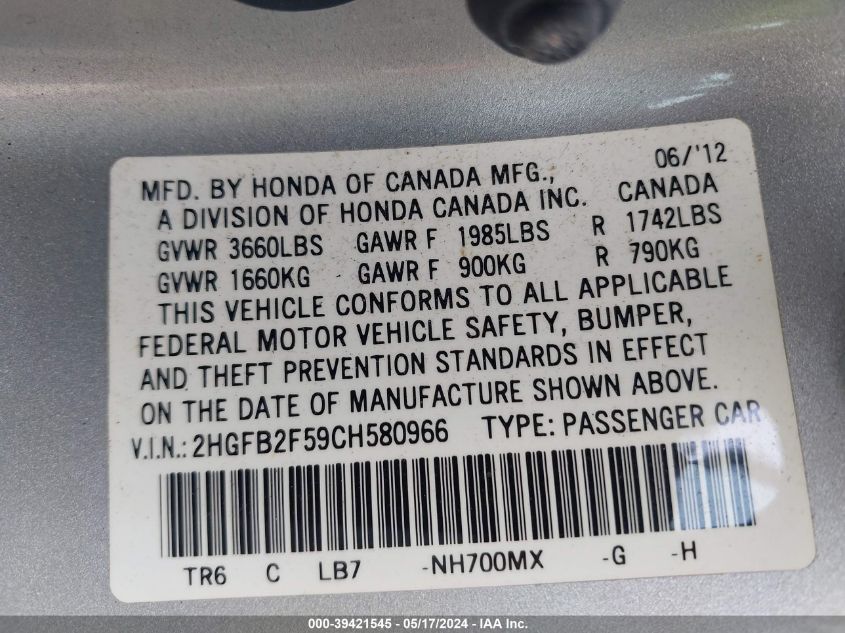 MFD. BY HONDA OF CANADA MFG., 06/'12
A DIVISION OF HONDA CANADA INC. CANADA
GVWR 3660LBS GAWR F 1985LBS R 1742LBS
GVWR 1660KG GAWR F 900KG R 790KG
THIS VEHICLE CONFORMS TO ALL APPLICABLE
FEDERAL MOTOR VEHICLE SAFETY, BUMPER,
AND THEFT PREVENTION STANDARDS IN EFFECT
ON THE DATE OF MANUFACTURE SHOWN ABOVE.
V.I.N.: 2HGFB2F59CH580966 TYPE: PASSENGER CAR
TR6 C LB7 -NH700MX -G -H
000-39421545 — 05/17/2024 — IAA Inc.